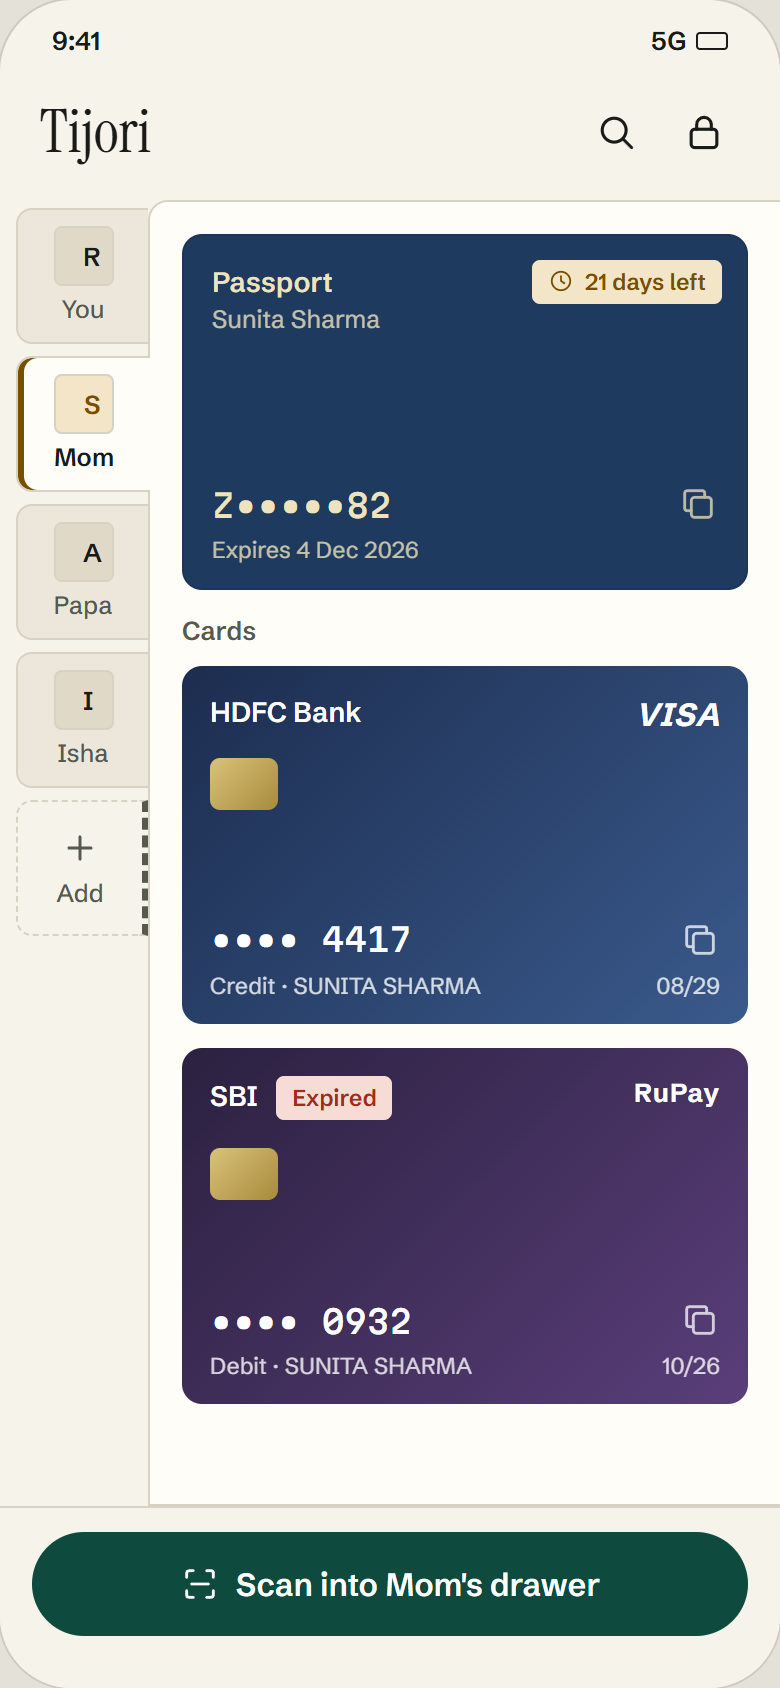 9:41
5G
Tijori
R
You
S
Mom
A
Papa
I
Isha
Add
Passport
21 days left
Sunita Sharma
Z•••••82
Expires 4 Dec 2026
Cards
HDFC Bank
VISA
•••• 4417
Credit · SUNITA SHARMA
08/29
SBI
Expired
RuPay
•••• 0932
Debit · SUNITA SHARMA
10/26
Scan into Mom's drawer